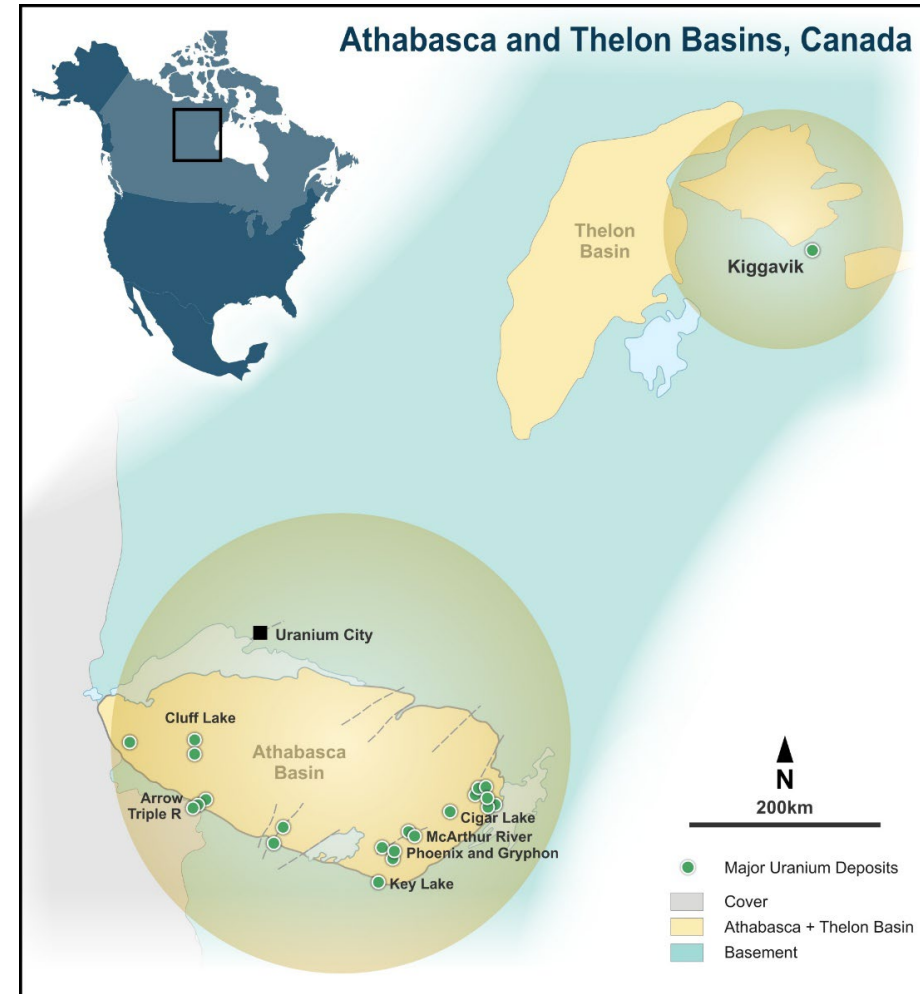 Athabasca and Thelon Basins, Canada
Thelon
Basin
Kiggavik
Uranium City
Cluff Lake
Athabasca
Basin
Arrow
Triple R
Cigar Lake
McArthur River
Phoenix and Gryphon
Key Lake
N
200km
Major Uranium Deposits
Cover
Athabasca + Thelon Basin
Basement